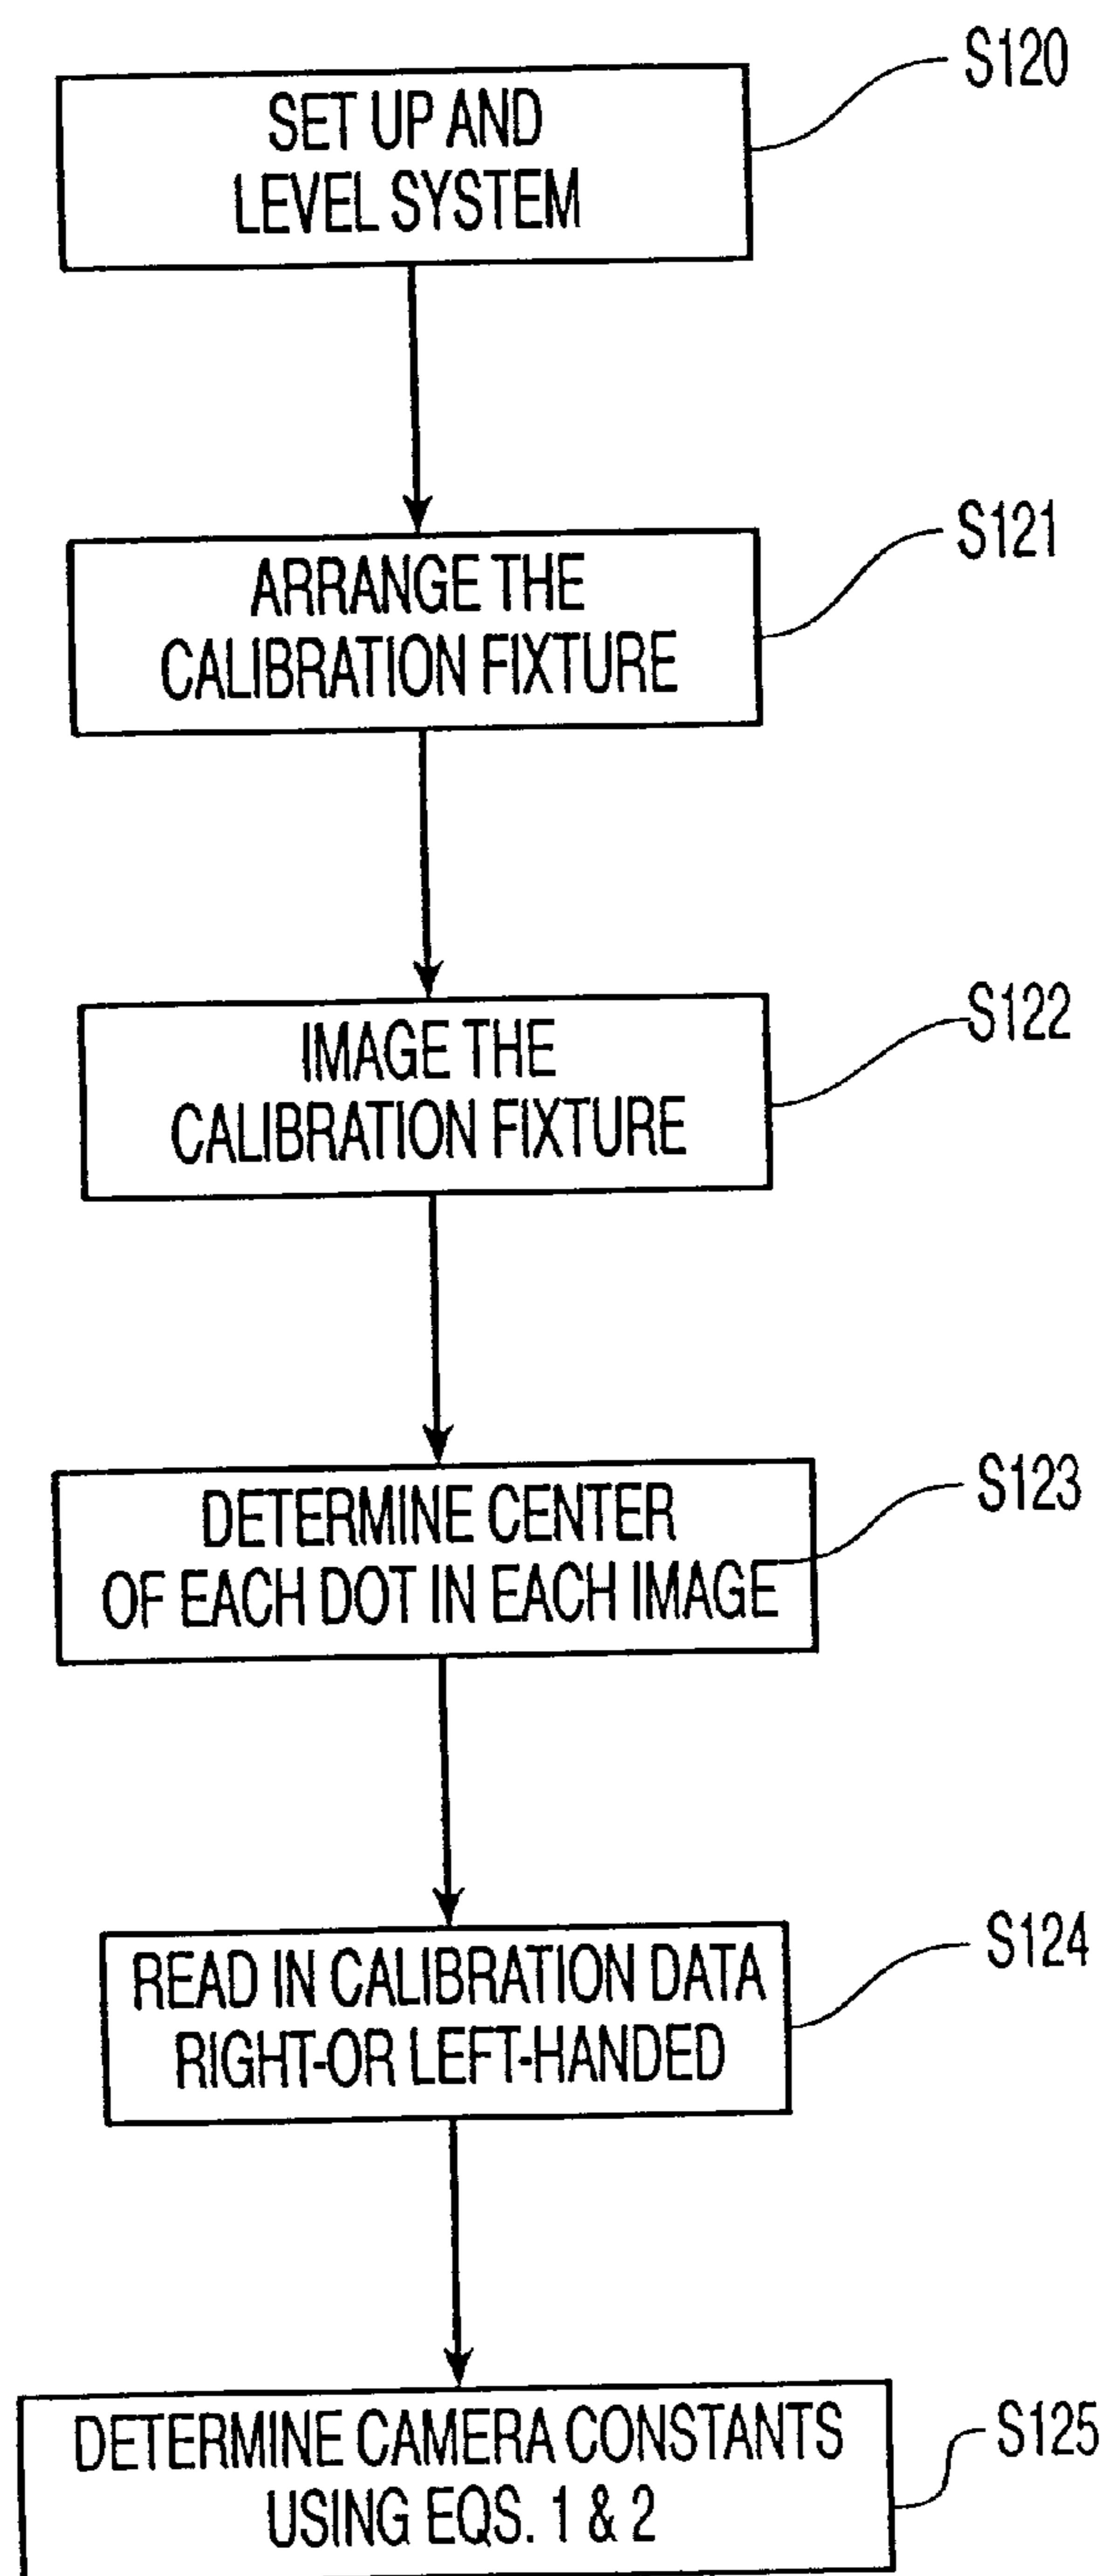 S120
SET UP AND
LEVEL SYSTEM
S121
ARRANGE THE
CALIBRATION FIXTURE
S122
IMAGE THE
CALIBRATION FIXTURE
S123
DETERMINE CENTER
OF EACH DOT IN EACH IMAGE
S124
READ IN CALIBRATION DATA
RIGHT-OR LEFT-HANDED
S125
DETERMINE CAMERA CONSTANTS
USING EQS. 1 & 2